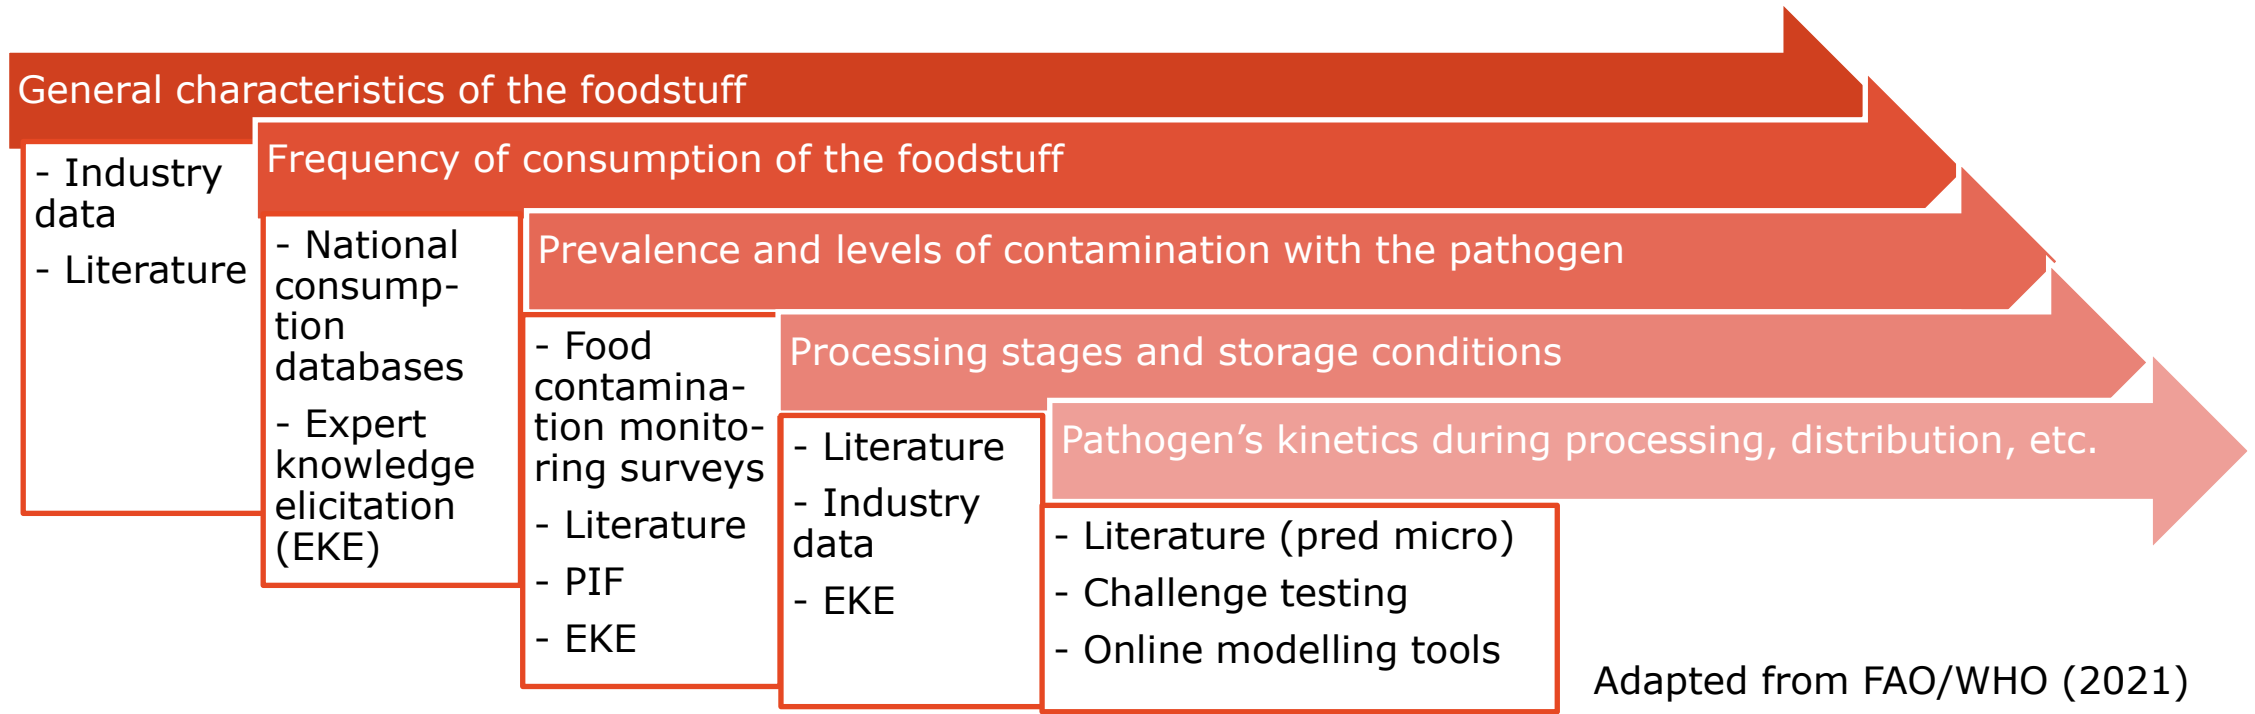 General characteristics of the foodstuff
- Industry
data
- Literature
Frequency of consumption of the foodstuff
- National
consump-
tion
databases
- Expert
knowledge
elicitation
(EKE)
Prevalence and levels of contamination with the pathogen
- Food
contamina-
tion monito-
ring surveys
- Literature
- PIF
- EKE
Processing stages and storage conditions
- Literature
- Industry
data
- EKE
Pathogen’s kinetics during processing, distribution, etc.
- Literature (pred micro)
- Challenge testing
- Online modelling tools
Adapted from FAO/WHO (2021)